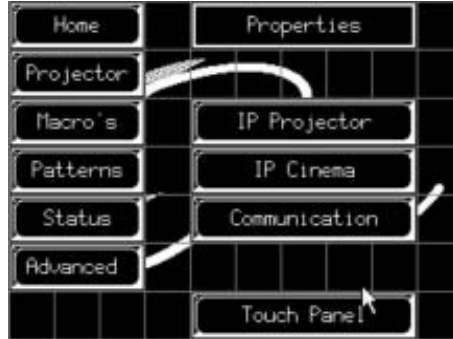 Home
Properties
Projector
Macro's
IP Projector
Patterns
IP Cinema
Status
Communication
Advanced
Touch Panel